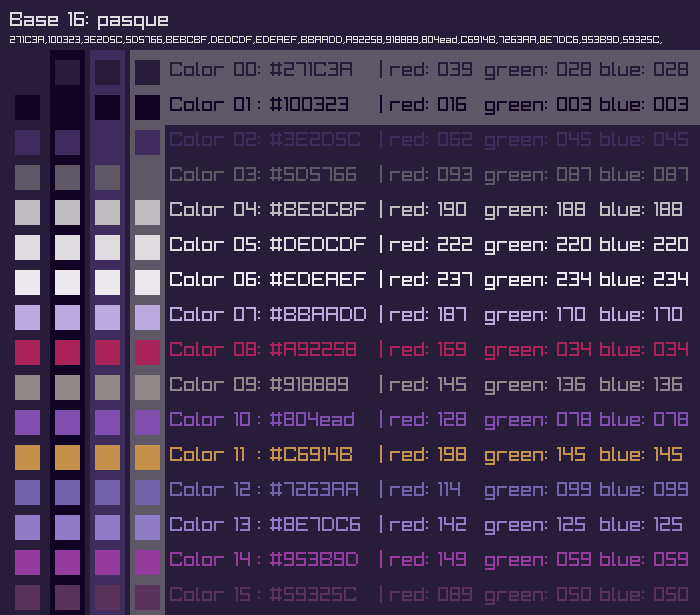 Base 16: pasque
271C3A,100323,3E2D5C,5D5766,BEBCBF,DEDCDF,EDEAEF,BBAADD,A92258,918889,804ead,C6914B,7263AA,8E7DC6,953B9D,59325C,
Color 00: #271C3A | red: 039 green: 028 blue: 028
Color 01 : #100323 | red: 016 green: 003 blue: 003
Color 02: #3E2D5C | red: 062 green: 045 blue: 045
Color 03: #5D5766 | red: 093 green: 087 blue: 087
Color 04: #BEBCBF | red: 190 green: 188 blue: 188
Color 05: #DEDCDF | red: 222 green: 220 blue: 220
Color 06: #EDEAEF | red: 237 green: 234 blue: 234
Color 07: #BBAADD | red: 187 green: 170 blue: 170
Color 08: #A92258 | red: 169 green: 034 blue: 034
Color 09: #918889 | red: 145 green: 136 blue: 136
Color 10 : #804ead | red: 128 green: 078 blue: 078
Color 11 : #C6914B | red: 198 green: 145 blue: 145
Color 12 : #7263AA | red: 114 green: 099 blue: 099
Color 13 : #8E7DC6 | red: 142 green: 125 blue: 125
Color 14 : #953B9D | red: 149 green: 059 blue: 059
Color 15 : #59325C | red: 089 green: 050 blue: 050